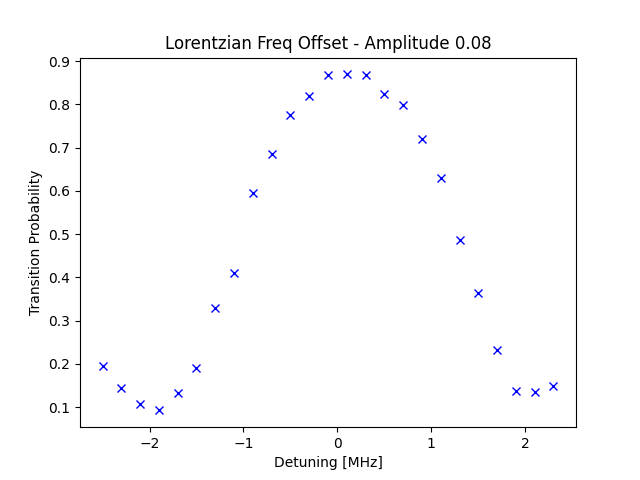 Lorentzian Freq Offset - Amplitude 0.08
0.9
0.8
0.7
0.6
0.5
0.4
0.3
0.2
0.1
Transition Probability
−2 −1 0 1 2
Detuning [MHz]